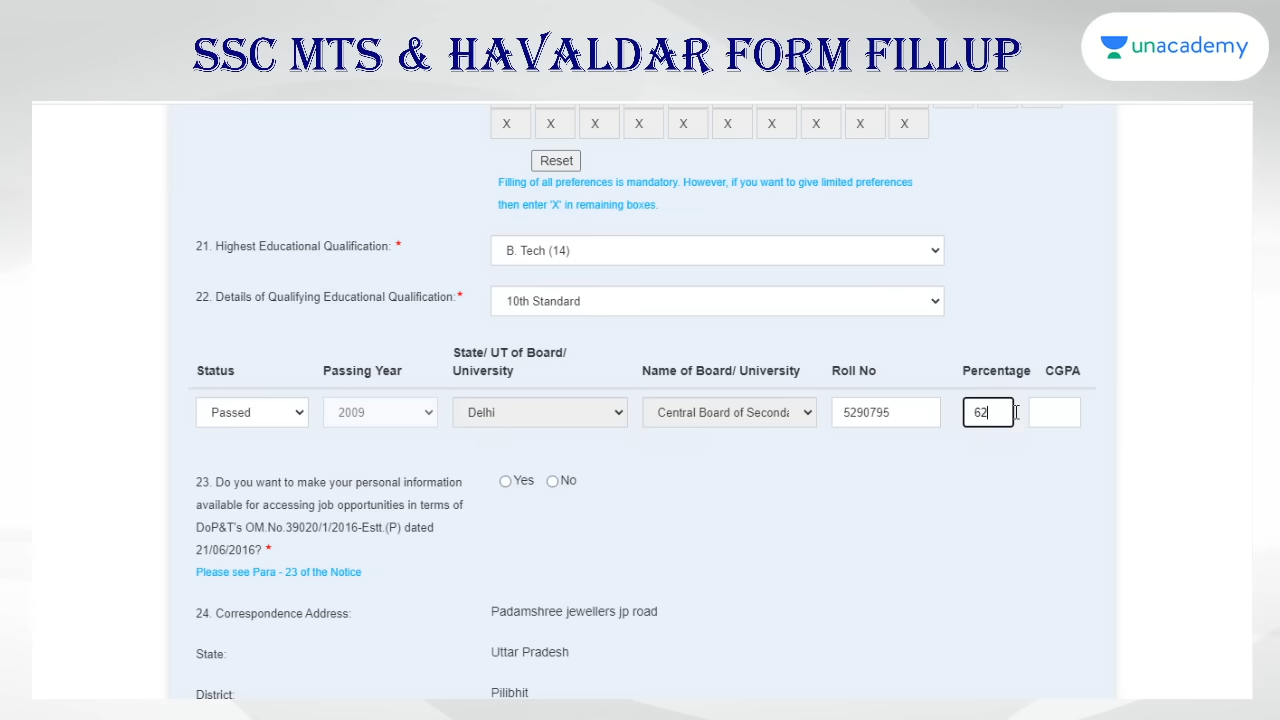 SSC MTS & HAVALDAR FORM FILLUP
unacademy
X X X X X X X X X X
Reset
Filling of all preferences is mandatory. However, if you want to give limited preferences
then enter 'X' in remaining boxes.
21. Highest Educational Qualification: * B. Tech (14)
22. Details of Qualifying Educational Qualification:* 10th Standard
State/ UT of Board/
Status Passing Year University Name of Board/ University Roll No Percentage CGPA
Passed 2009 Delhi Central Board of Seconda 5290795 62
23. Do you want to make your personal information Yes No
available for accessing job opportunities in terms of
DoP&T's OM.No.39020/1/2016-Estt.(P) dated
21/06/2016? *
Please see Para - 23 of the Notice
24. Correspondence Address: Padamshree jewellers jp road
State: Uttar Pradesh
District: Pilibhit